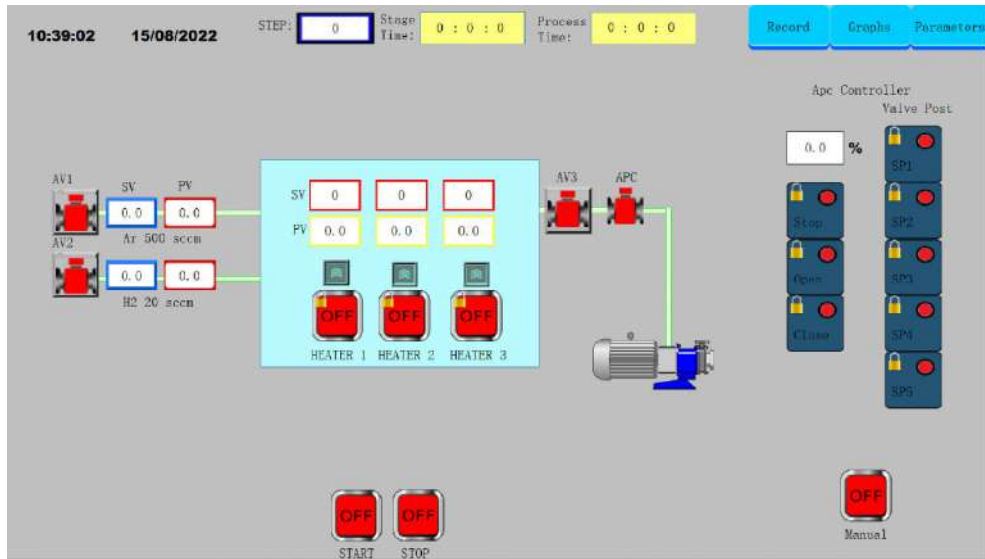 10:39:02 15/08/2022 STEP: 0 Stage Time: 0 : 0 : 0 Process Time: 0 : 0 : 0 Record Graphs Parameters
Apc Controller
Valve Post
0.0 %
SP1
Stop
SP2
Open
SP3
Close
SP4
SP5
AV1 SV PV
0.0 0.0
Ar 500 sccm
AV2
0.0 0.0
H2 20 sccm
SV 0 0 0
PV 0.0 0.0 0.0
OFF OFF OFF
HEATER 1 HEATER 2 HEATER 3
AV3 APC
OFF OFF
START STOP
OFF
Manual